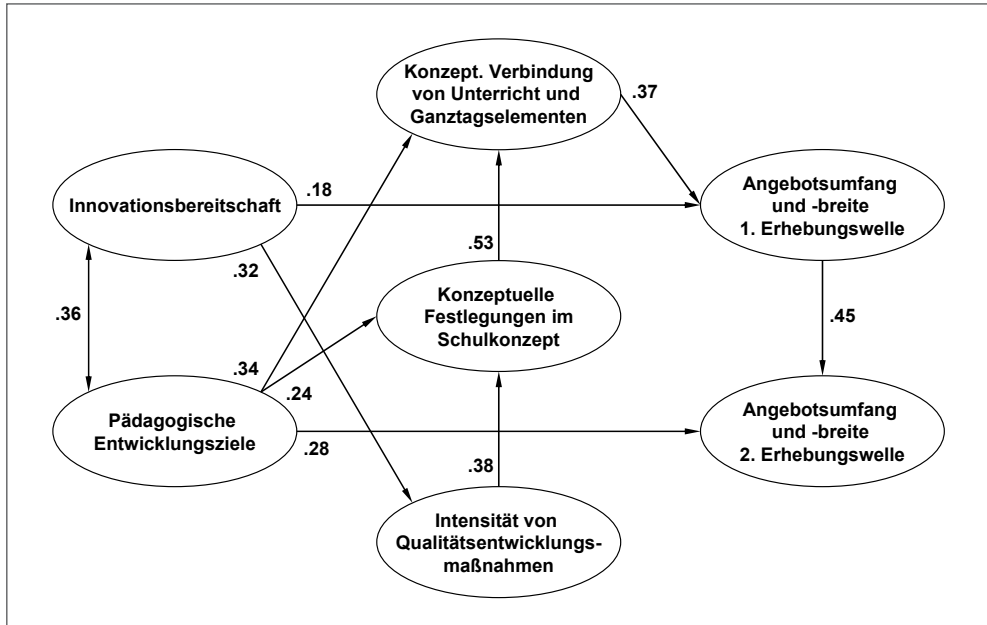 Konzept. Verbindung
von Unterricht und
Ganztagselementen
.37
.18
Innovationsbereitschaft
Angebotsumfang
und -breite
1. Erhebungswelle
.32
.53
.36
Konzeptuelle
Festlegungen im
Schulkonzept
.45
.34
.24
Pädagogische
Entwicklungsziele
.28
.38
Angebotsumfang
und -breite
2. Erhebungswelle
Intensität von
Qualitätsentwicklungs-
maßnahmen